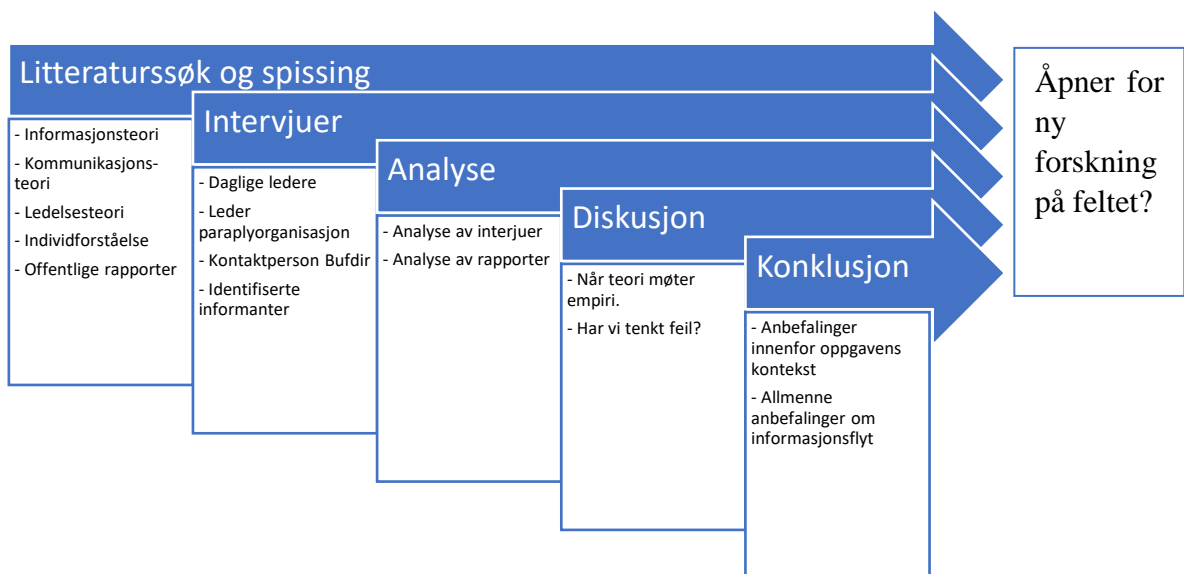 Litteraturssøk og spissing
- Informasjonsteori
- Kommunikasjons-
teori
- Ledelsesteori
- Individforståelse
- Offentlige rapporter
Intervjuer
- Daglige ledere
- Leder
paraplyorganisasjon
- Kontaktperson Bufdir
- Identifiserte
informanter
Analyse
- Analyse av interjuer
- Analyse av rapporter
Diskusjon
- Når teori møter
empiri.
- Har vi tenkt feil?
Konklusjon
- Anbefalinger
innenfor oppgavens
kontekst
- Allmenne
anbefalinger om
informasjonsflyt
Åpner for
ny
forskning
på feltet?